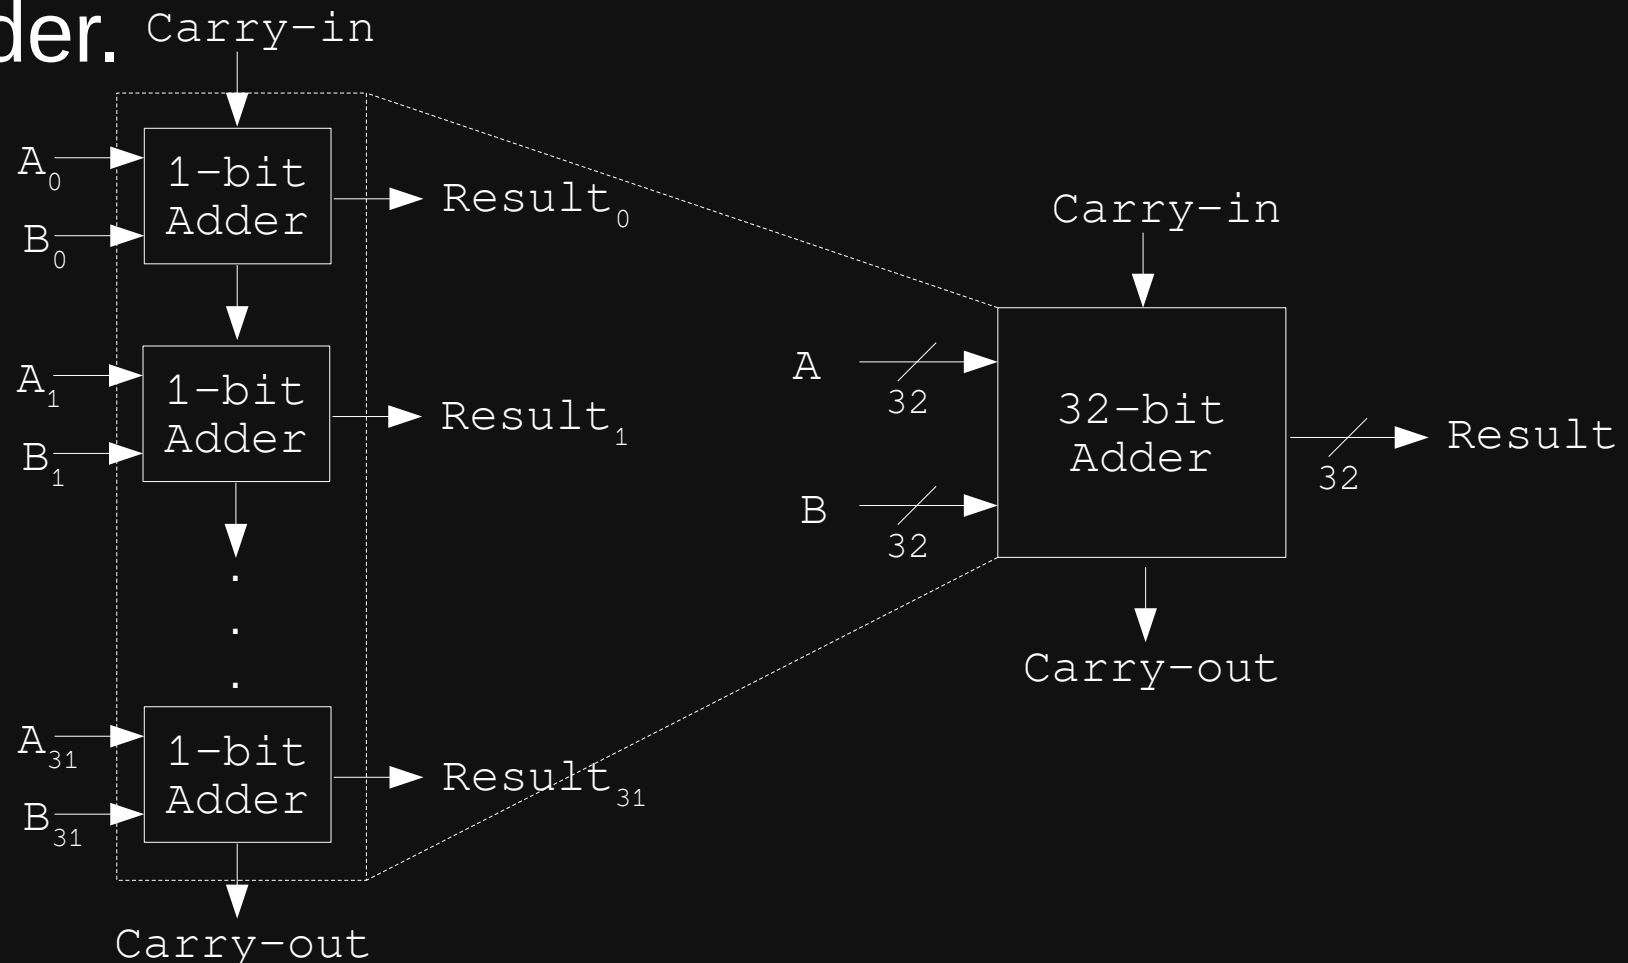 der.
Carry-in
A0
B0
1-bit
Adder
Result0
A1
B1
1-bit
Adder
Result1
.
.
.
A31
B31
1-bit
Adder
Result31
Carry-out
Carry-in
A
32
B
32
32-bit
Adder
32
Result
Carry-out